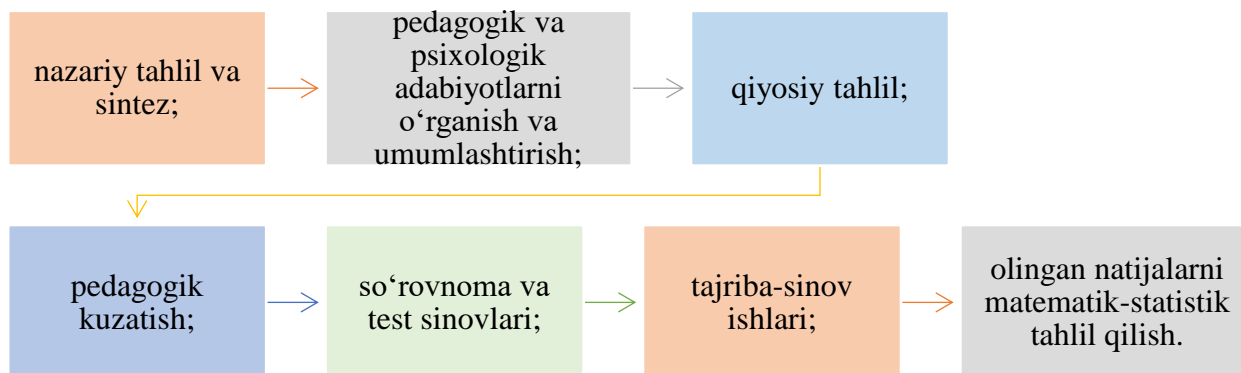 nazariy tahlil va
sintez;
pedagogik va
psixologik
adabiyotlarni
o‘rganish va
umumlashtirish;
qiyosiy tahlil;
pedagogik
kuzatish;
so‘rovnoma va
test sinovlari;
tajriba-sinov
ishlari;
olingan natijalarni
matematik-statistik
tahlil qilish.